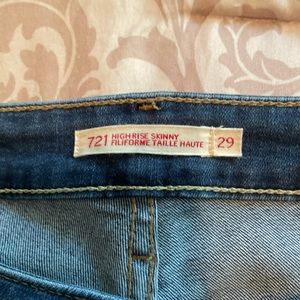 721 HIGH RISE SKINNY
FILIFORME TAILLE HAUTE
29